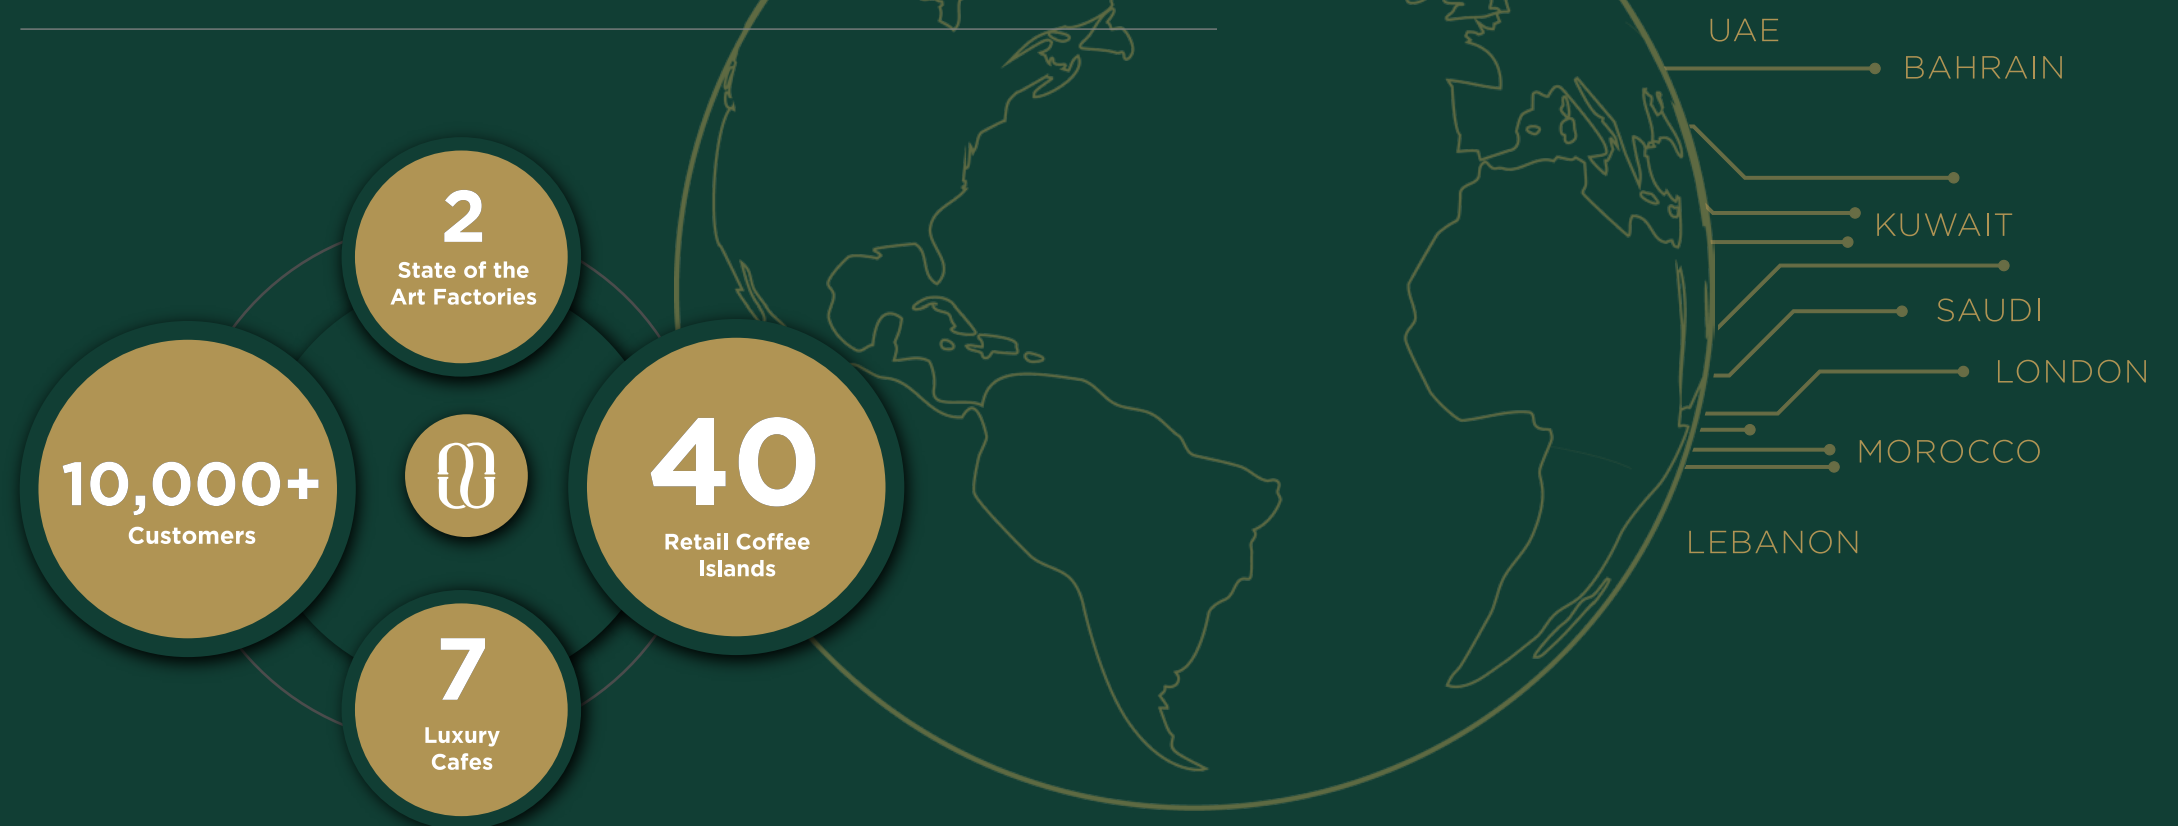 2
State of the
Art Factories
10,000+
Customers
40
Retail Coffee
Islands
7
Luxury
Cafes
UAE
BAHRAIN
KUWAIT
SAUDI
LONDON
MOROCCO
LEBANON